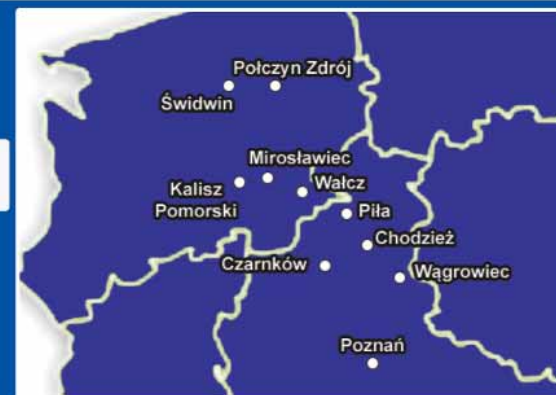 Połczyn Zdrój
Świdwin
Mirosławiec
Kalisz
Pomorski
Wałcz
Piła
Chodzież
Czarnków
Wągrowiec
Poznań